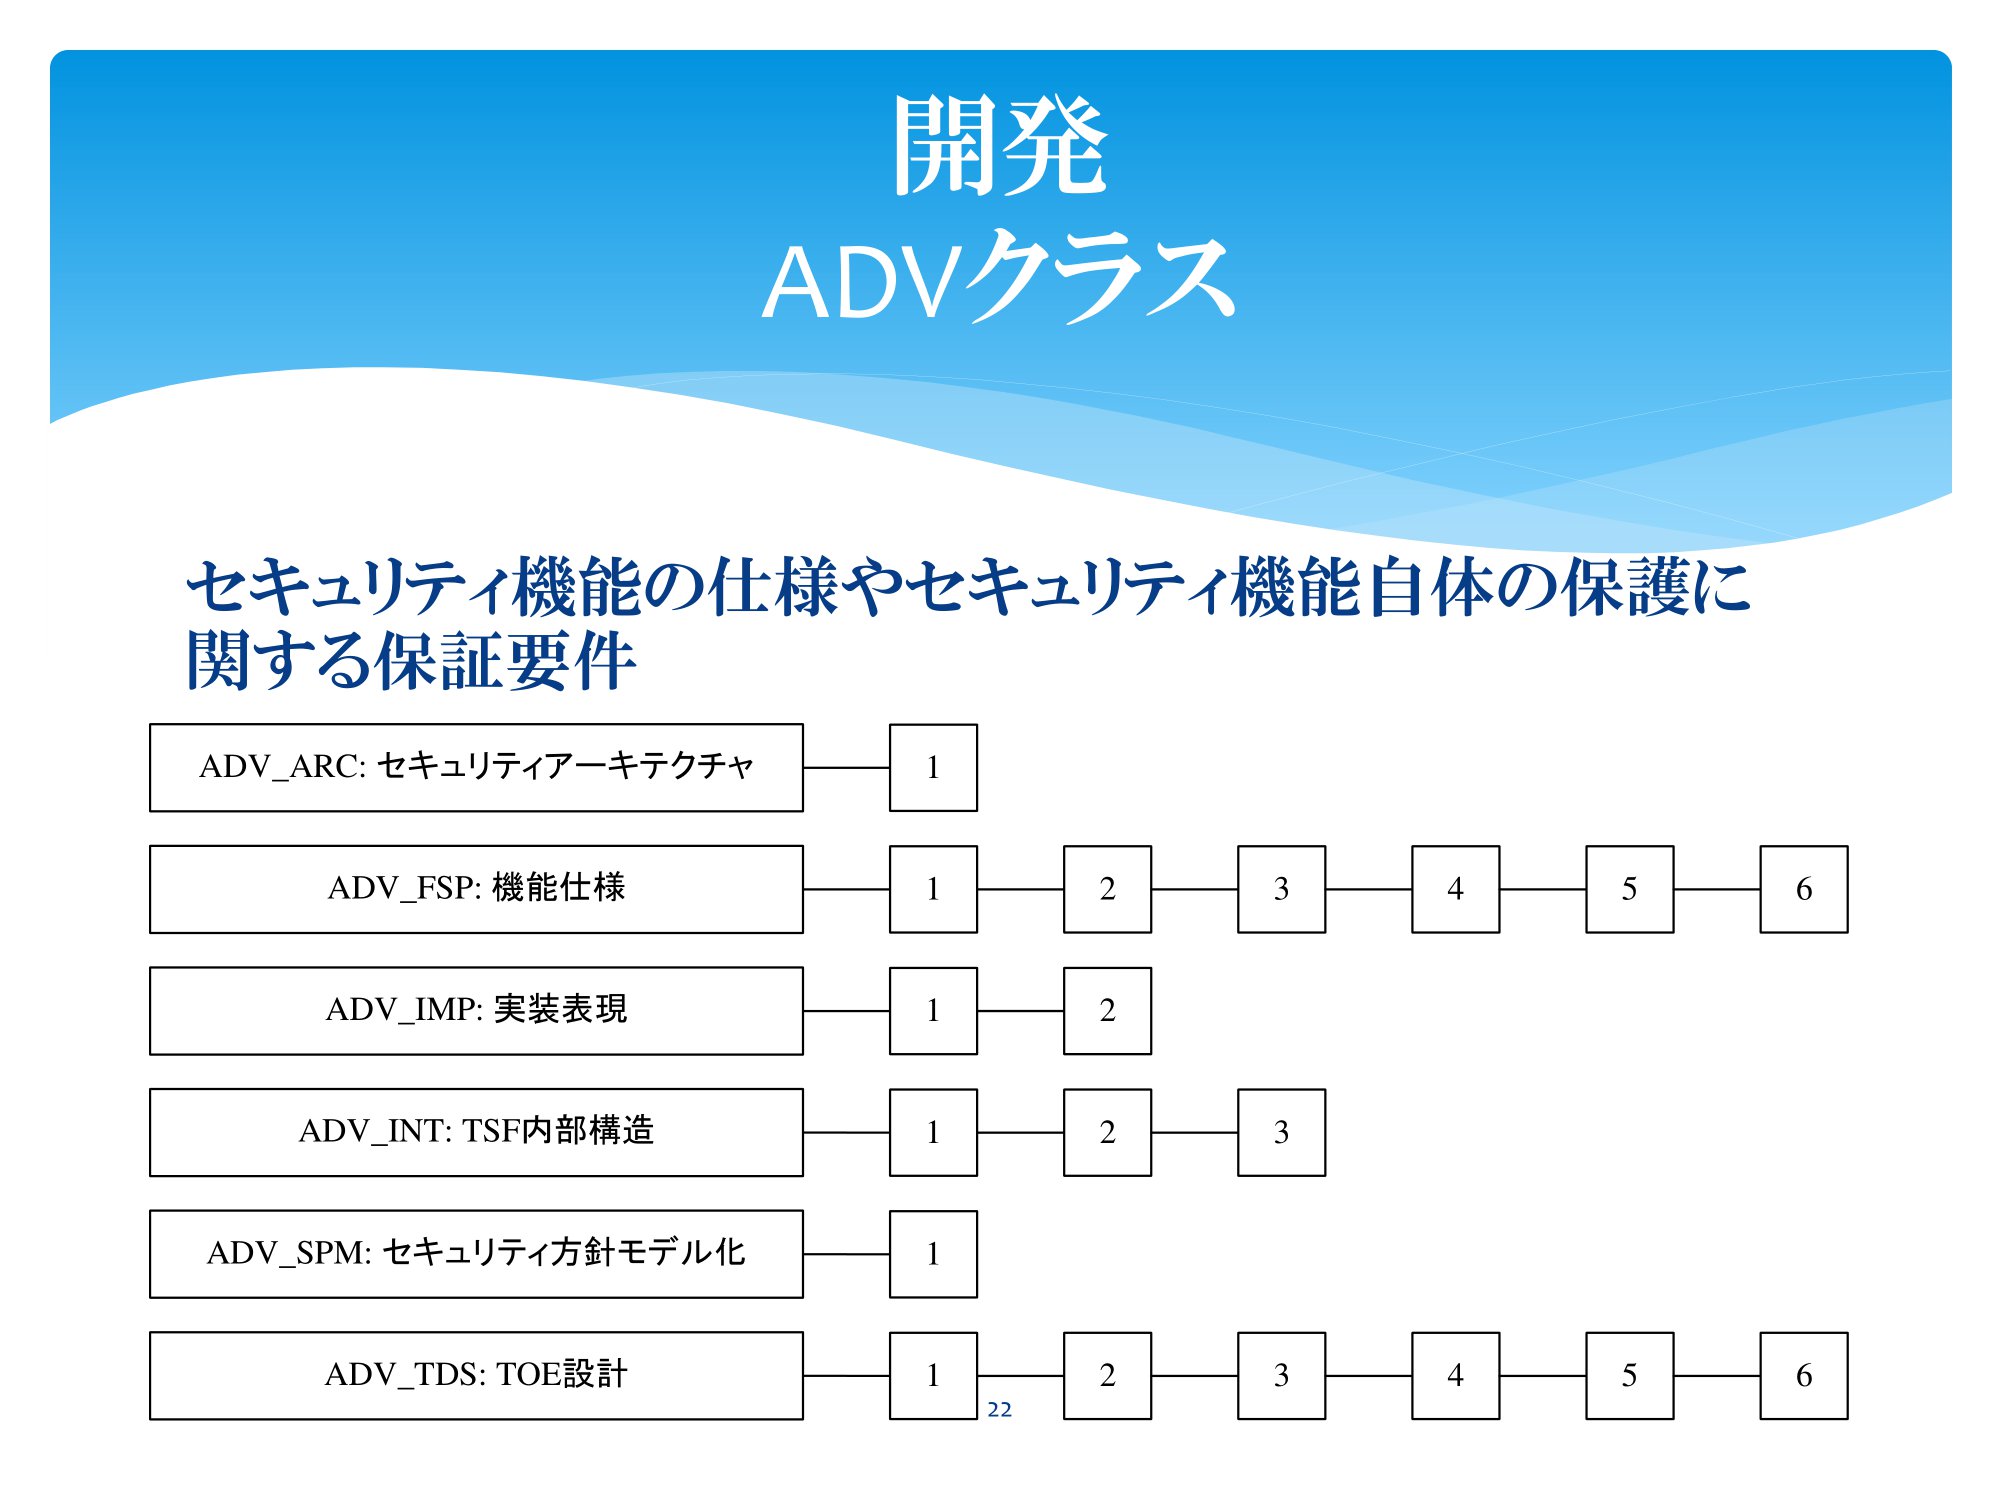 開発
ADVクラス
セキュリティ機能の仕様やセキュリティ機能自体の保護に
関する保証要件
ADV_ARC: セキュリティアーキテクチャ 1
ADV_FSP: 機能仕様 1 2 3 4 5 6
ADV_IMP: 実装表現 1 2
ADV_INT: TSF内部構造 1 2 3
ADV_SPM: セキュリティ方針モデル化 1
ADV_TDS: TOE設計 1 2 3 4 5 6
22